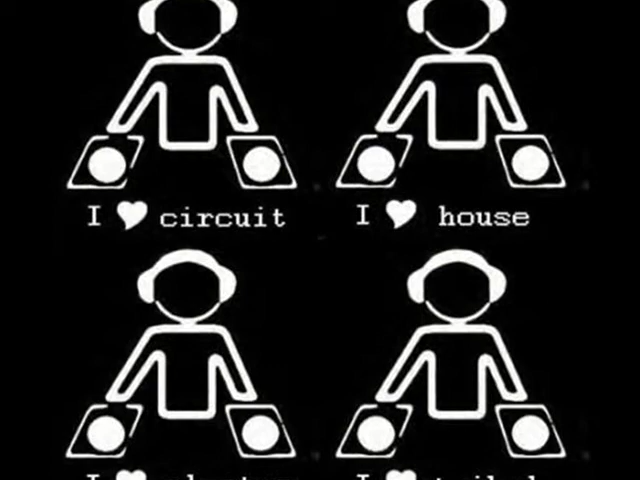 I ♥ circuit
I ♥ house
I ♥
I ♥